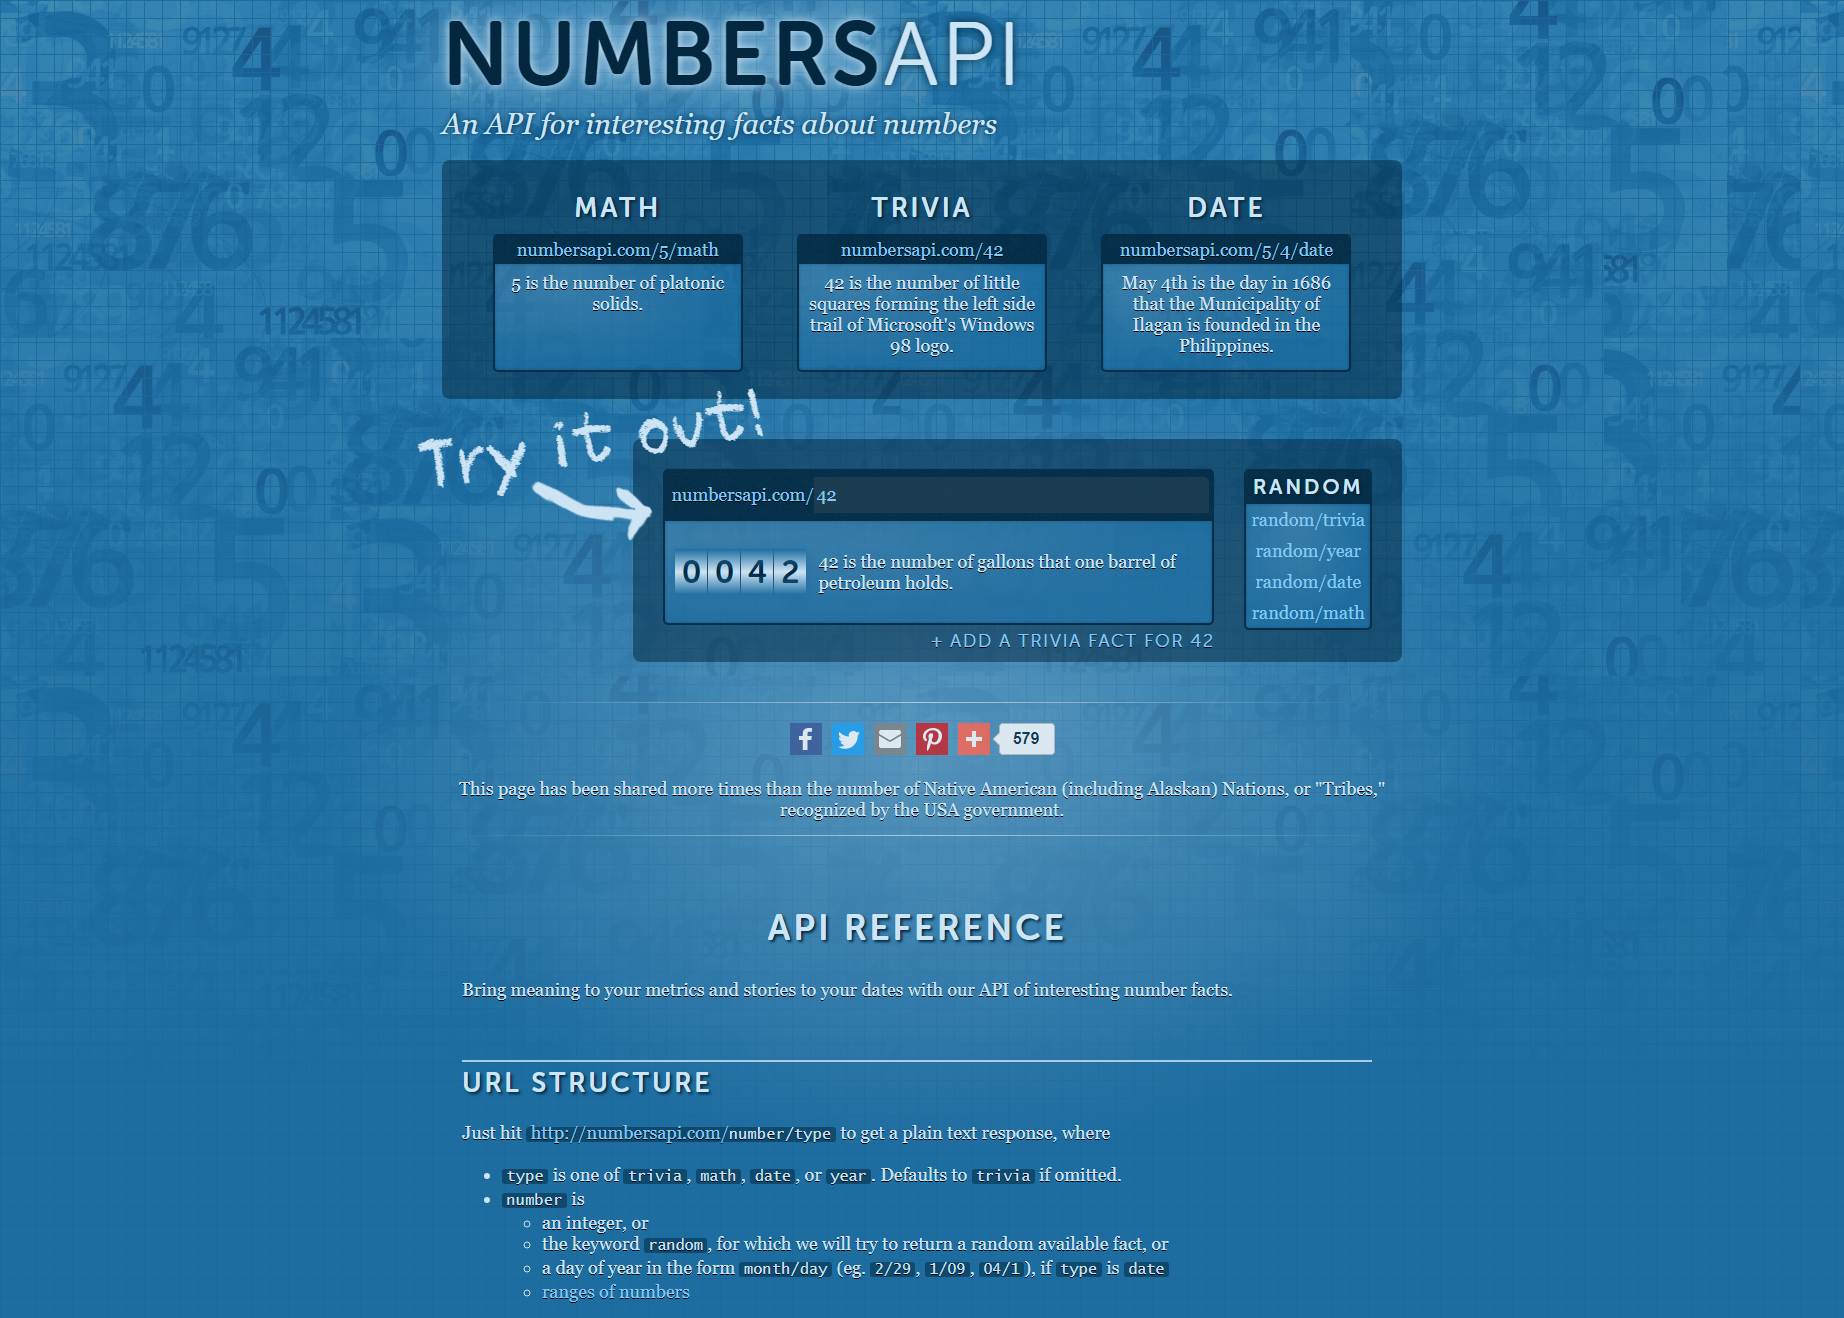 NUMBERSAPI
An API for interesting facts about numbers
MATH
numbersapi.com/5/math
5 is the number of platonic
solids.
TRIVIA
numbersapi.com/42
42 is the number of little
squares forming the left side
trail of Microsoft's Windows
98 logo.
DATE
numbersapi.com/5/4/date
May 4th is the day in 1686
that the Municipality of
Ilagan is founded in the
Philippines.
Try it out!
numbersapi.com/42
0042
42 is the number of gallons that one barrel of
petroleum holds.
+ ADD A TRIVIA FACT FOR 42
RANDOM
random/trivia
random/year
random/date
random/math
579
This page has been shared more times than the number of Native American (including Alaskan) Nations, or "Tribes,"
recognized by the USA government.
API REFERENCE
Bring meaning to your metrics and stories to your dates with our API of interesting number facts.
URL STRUCTURE
Just hit http://numbersapi.com/number/type to get a plain text response, where
• type is one of trivia, math, date, or year. Defaults to trivia if omitted.
• number is
◦ an integer, or
◦ the keyword random, for which we will try to return a random available fact, or
◦ a day of year in the form month/day (eg. 2/29, 1/09, 04/1), if type is date
◦ ranges of numbers